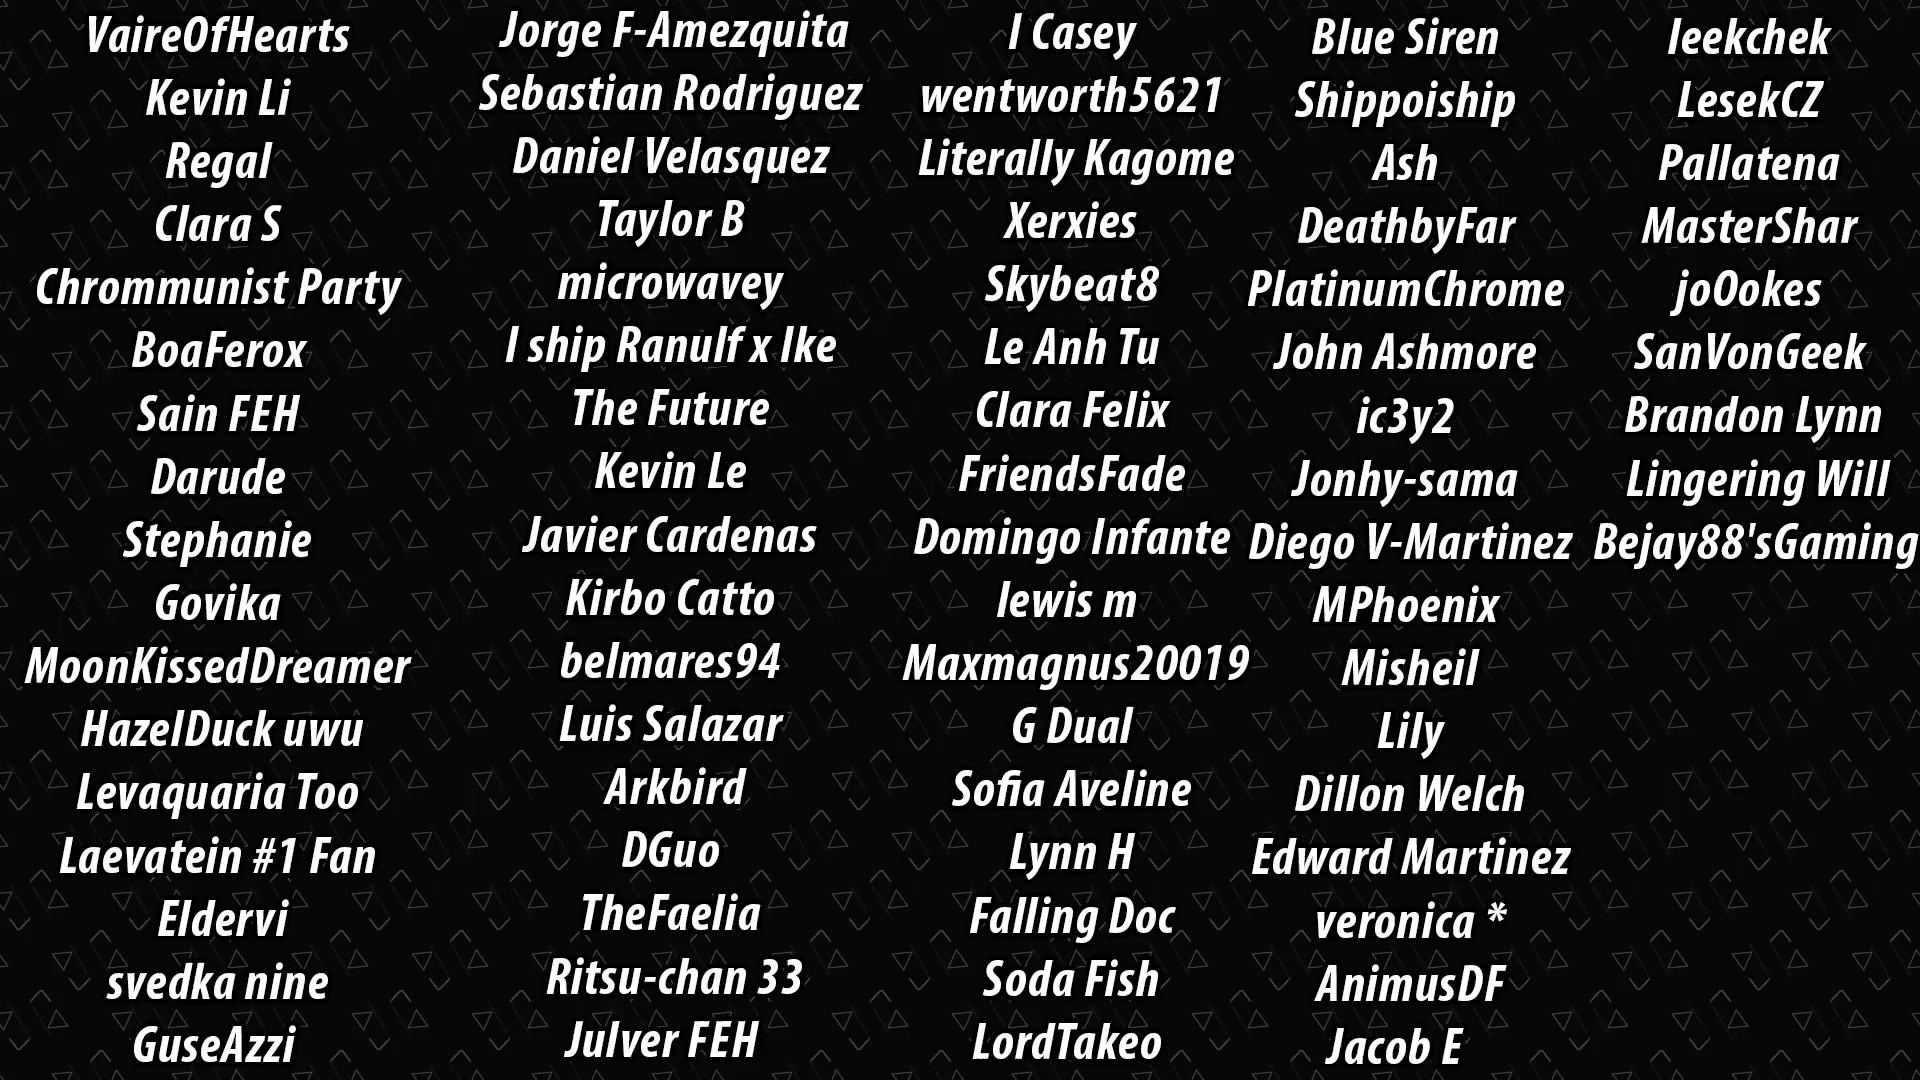 VaireOfHearts
Kevin Li
Regal
Clara S
Chrommunist Party
BoaFerox
Sain FEH
Darude
Stephanie
Govika
MoonKissedDreamer
HazelDuck uwu
Levaquaria Too
Laevatein #1 Fan
Eldervi
svedka nine
GuseAzzi
Jorge F-Amezquita
Sebastian Rodriguez
Daniel Velasquez
Taylor B
microwavey
I ship Ranulf x Ike
The Future
Kevin Le
Javier Cardenas
Kirbo Catto
belmares94
Luis Salazar
Arkbird
DGuo
TheFaelia
Ritsu-chan 33
Julver FEH
I Casey
wentworth5621
Literally Kagome
Xerxies
Skybeat8
Le Anh Tu
Clara Felix
FriendsFade
Domingo Infante
lewis m
Maxmagnus20019
G Dual
Sofia Aveline
Lynn H
Falling Doc
Soda Fish
LordTakeo
Blue Siren
Shippoiship
Ash
DeathbyFar
PlatinumChrome
John Ashmore
ic3y2
Jonhy-sama
Diego V-Martinez
MPhoenix
Misheil
Lily
Dillon Welch
Edward Martinez
veronica *
AnimusDF
Jacob E
leekchek
LesekCZ
Pallatena
MasterShar
joOokes
SanVonGeek
Brandon Lynn
Lingering Will
Bejay88'sGaming